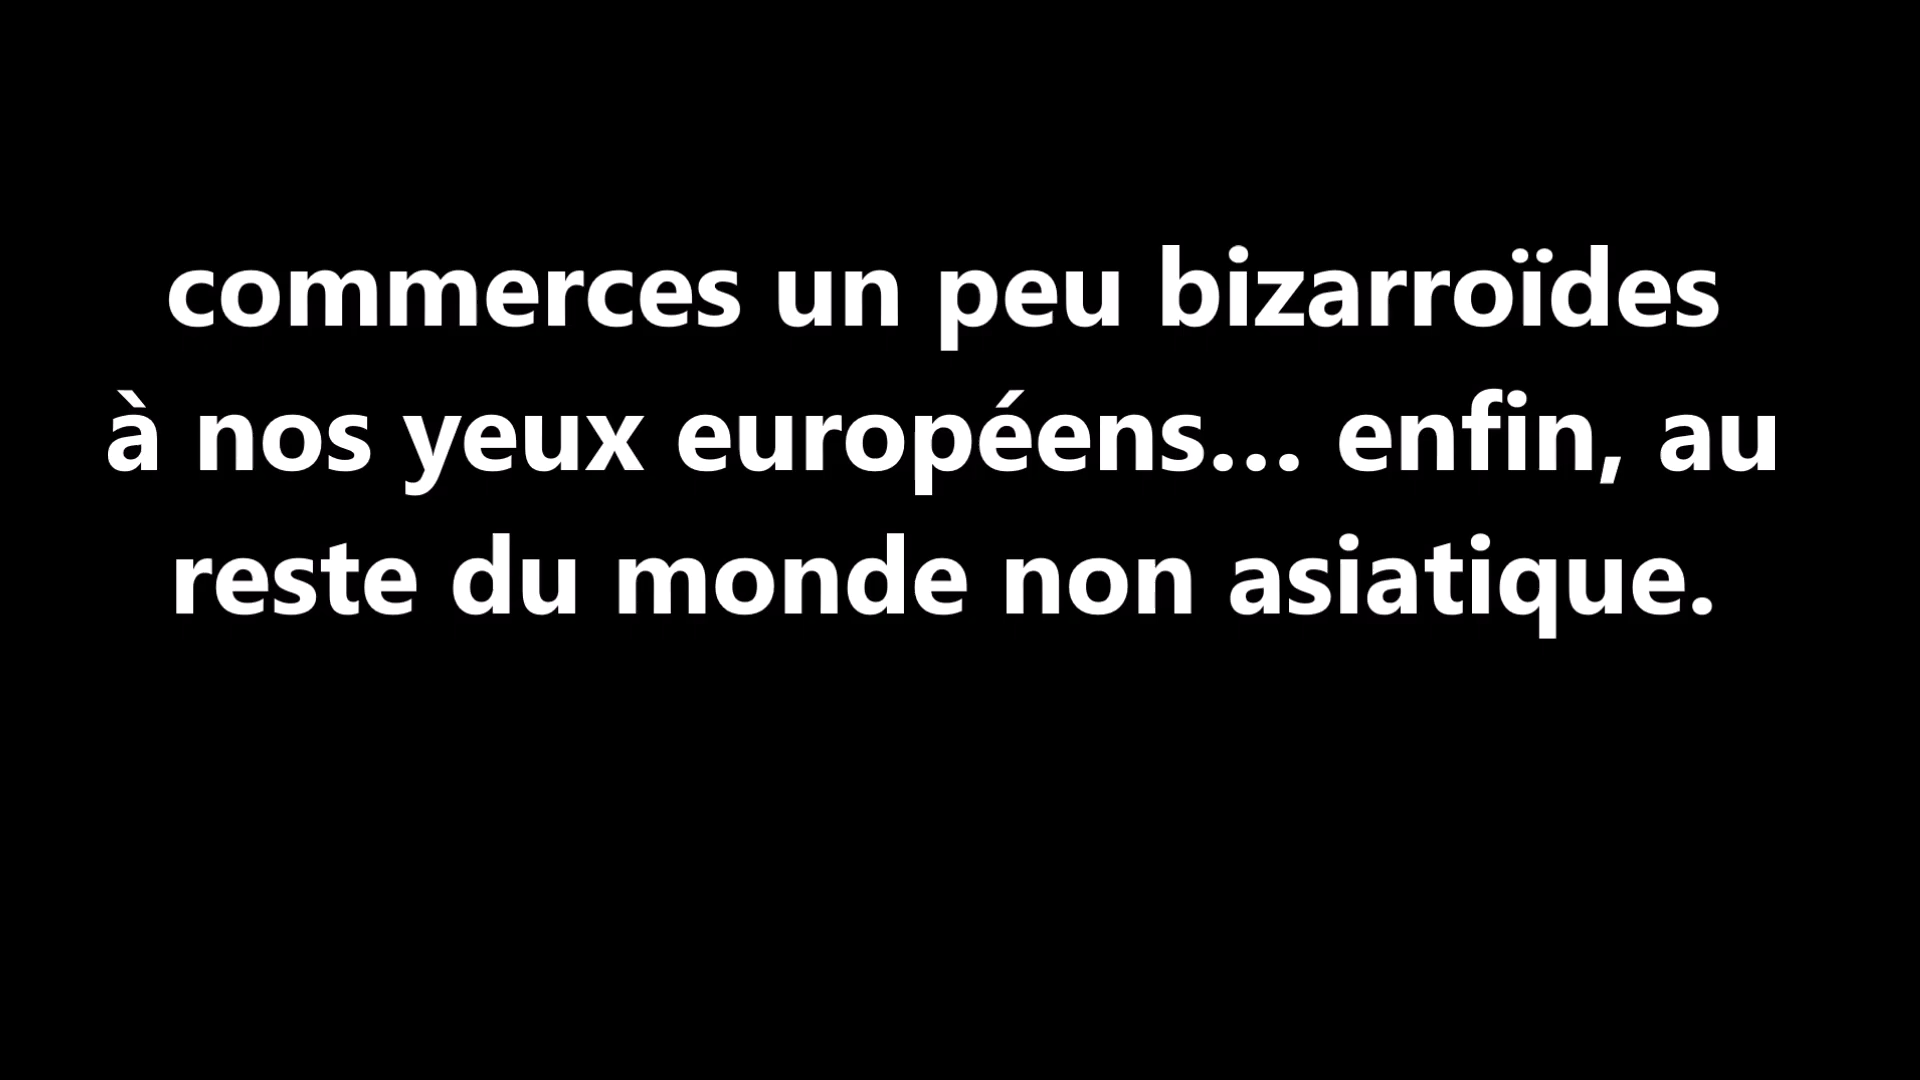 commerces un peu bizarroïdes
à nos yeux européens... enfin, au
reste du monde non asiatique.